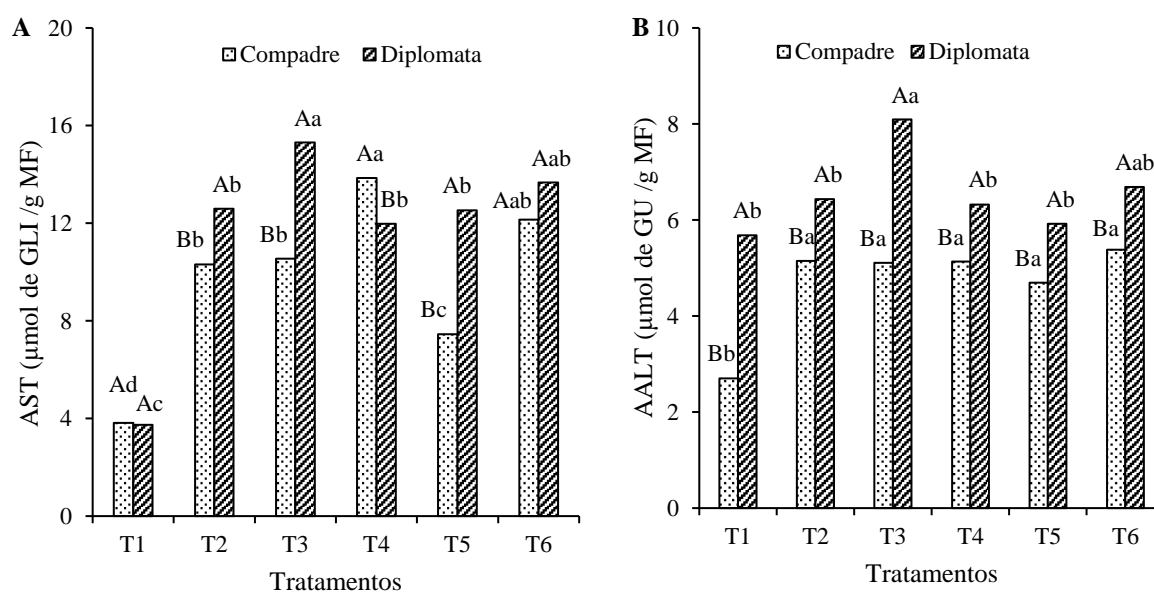 A
AST (µmol de GLI /g MF)
20
16
12
8
4
0
Compadre Diplomata
Ad Ac Bb Ab Bb Aa Aa Bb Bc Ab Aab Aab
T1 T2 T3 T4 T5 T6
Tratamentos
B
AALT (µmol de GU /g MF)
10
8
6
4
2
0
Compadre Diplomata
Bb Ab Ba Ab Ba Aa Ba Ab Ba Ab Ba Aab
T1 T2 T3 T4 T5 T6
Tratamentos